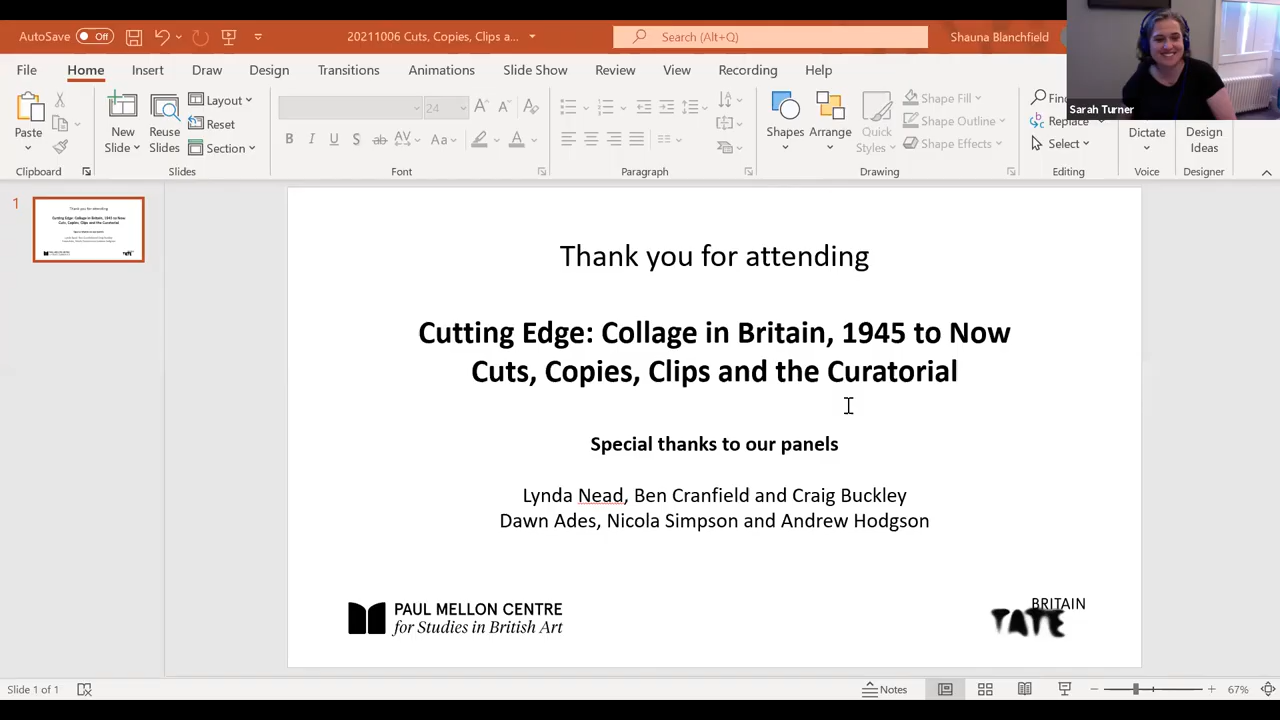 AutoSave Off 20211006 Cuts, Copies, Clips a... Search (Alt+Q) Shauna Blanchfield
File Home Insert Draw Design Transitions Animations Slide Show Review View Recording Help
Sarah Turner
Paste
New Slide
Reuse Slides
Layout
Reset
Section
24
B I U S ab AV Aa A
Shapes
Arrange
Quick Styles
Shape Fill
Shape Outline
Shape Effects
Replace
Select
Dictate
Design Ideas
Clipboard Slides Font Paragraph Drawing Editing Voice Designer
1
Thank you for attending
Cutting Edge: Collage in Britain, 1945 to Now
Cuts, Copies, Clips and the Curatorial
Special thanks to our panels
Lynda Nead, Ben Cranfield and Craig Buckley
Dawn Ades, Nicola Simpson and Andrew Hodgson
PAUL MELLON CENTRE
for Studies in British Art
BRITAIN
TATE
Slide 1 of 1 Notes 67%